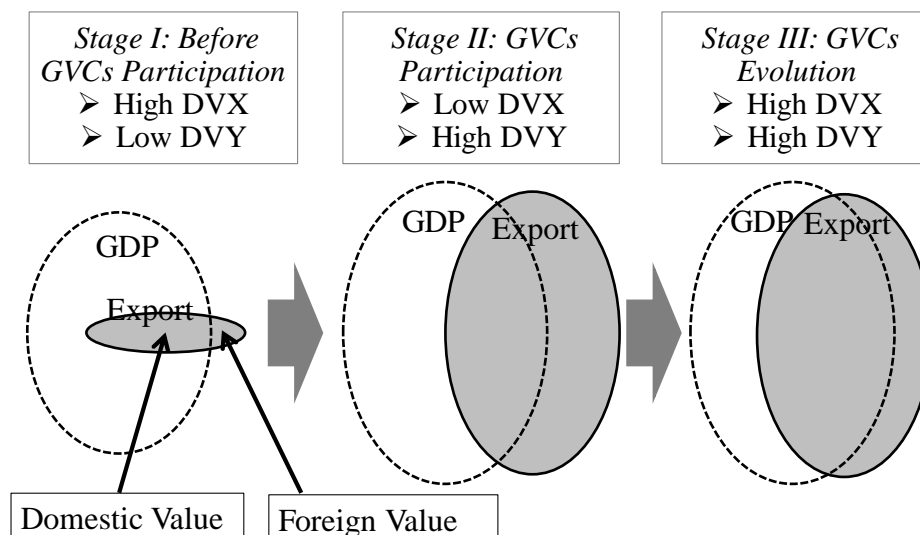 Stage I: Before
GVCs Participation
➢ High DVX
➢ Low DVY
Stage II: GVCs
Participation
➢ Low DVX
➢ High DVY
Stage III: GVCs
Evolution
➢ High DVX
➢ High DVY
GDP
Export
GDP
Export
GDP
Export
Domestic Value
Foreign Value